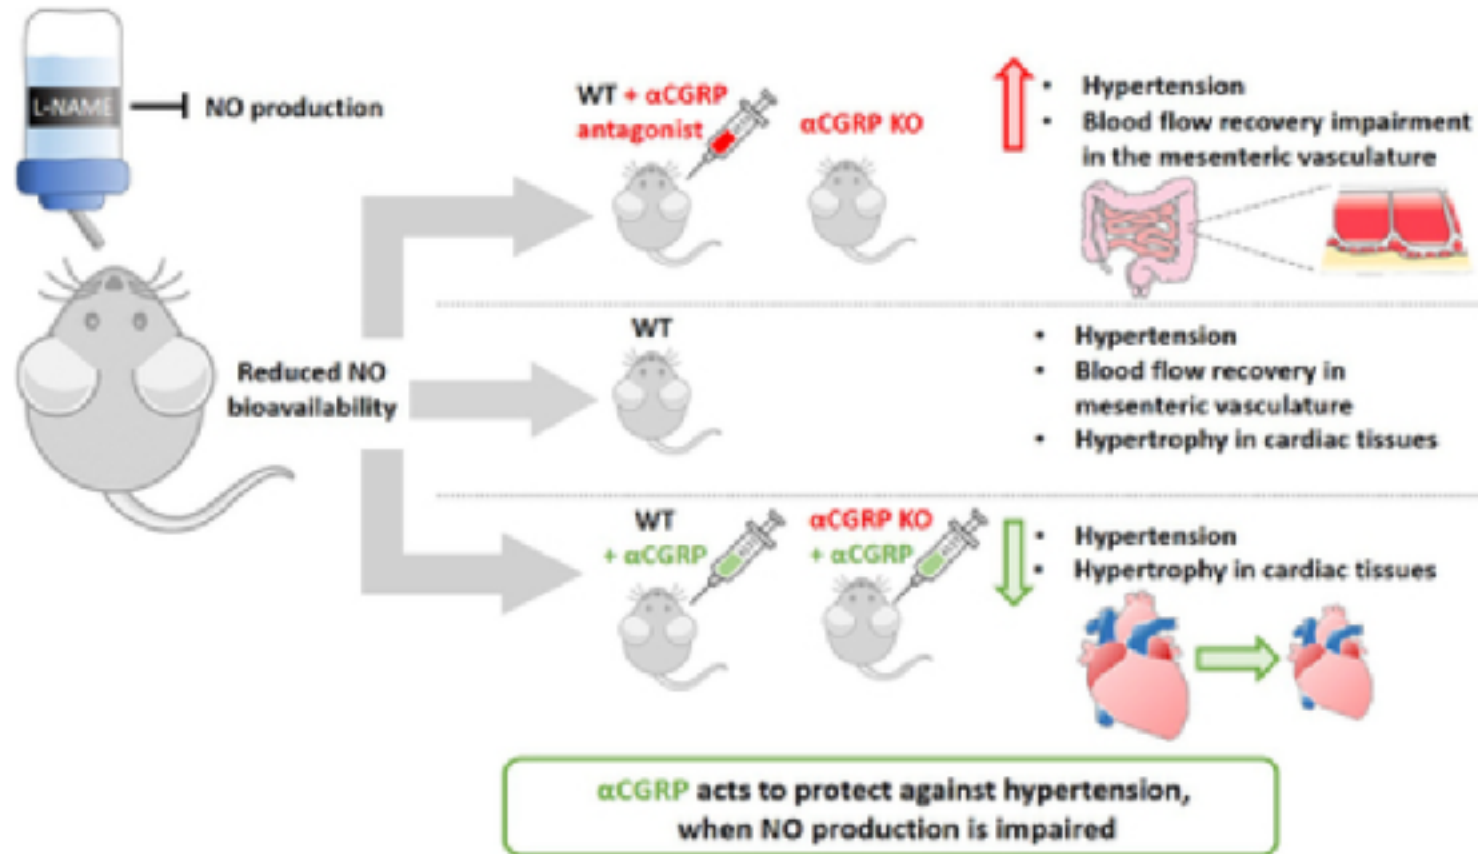 L-NAME
NO production
Reduced NO
bioavailability
WT + αCGRP
antagonist
αCGRP KO
• Hypertension
• Blood flow recovery impairment
in the mesenteric vasculature
WT
• Hypertension
• Blood flow recovery in
mesenteric vasculature
• Hypertrophy in cardiac tissues
WT
+ αCGRP
αCGRP KO
+ αCGRP
• Hypertension
• Hypertrophy in cardiac tissues
αCGRP acts to protect against hypertension,
when NO production is impaired